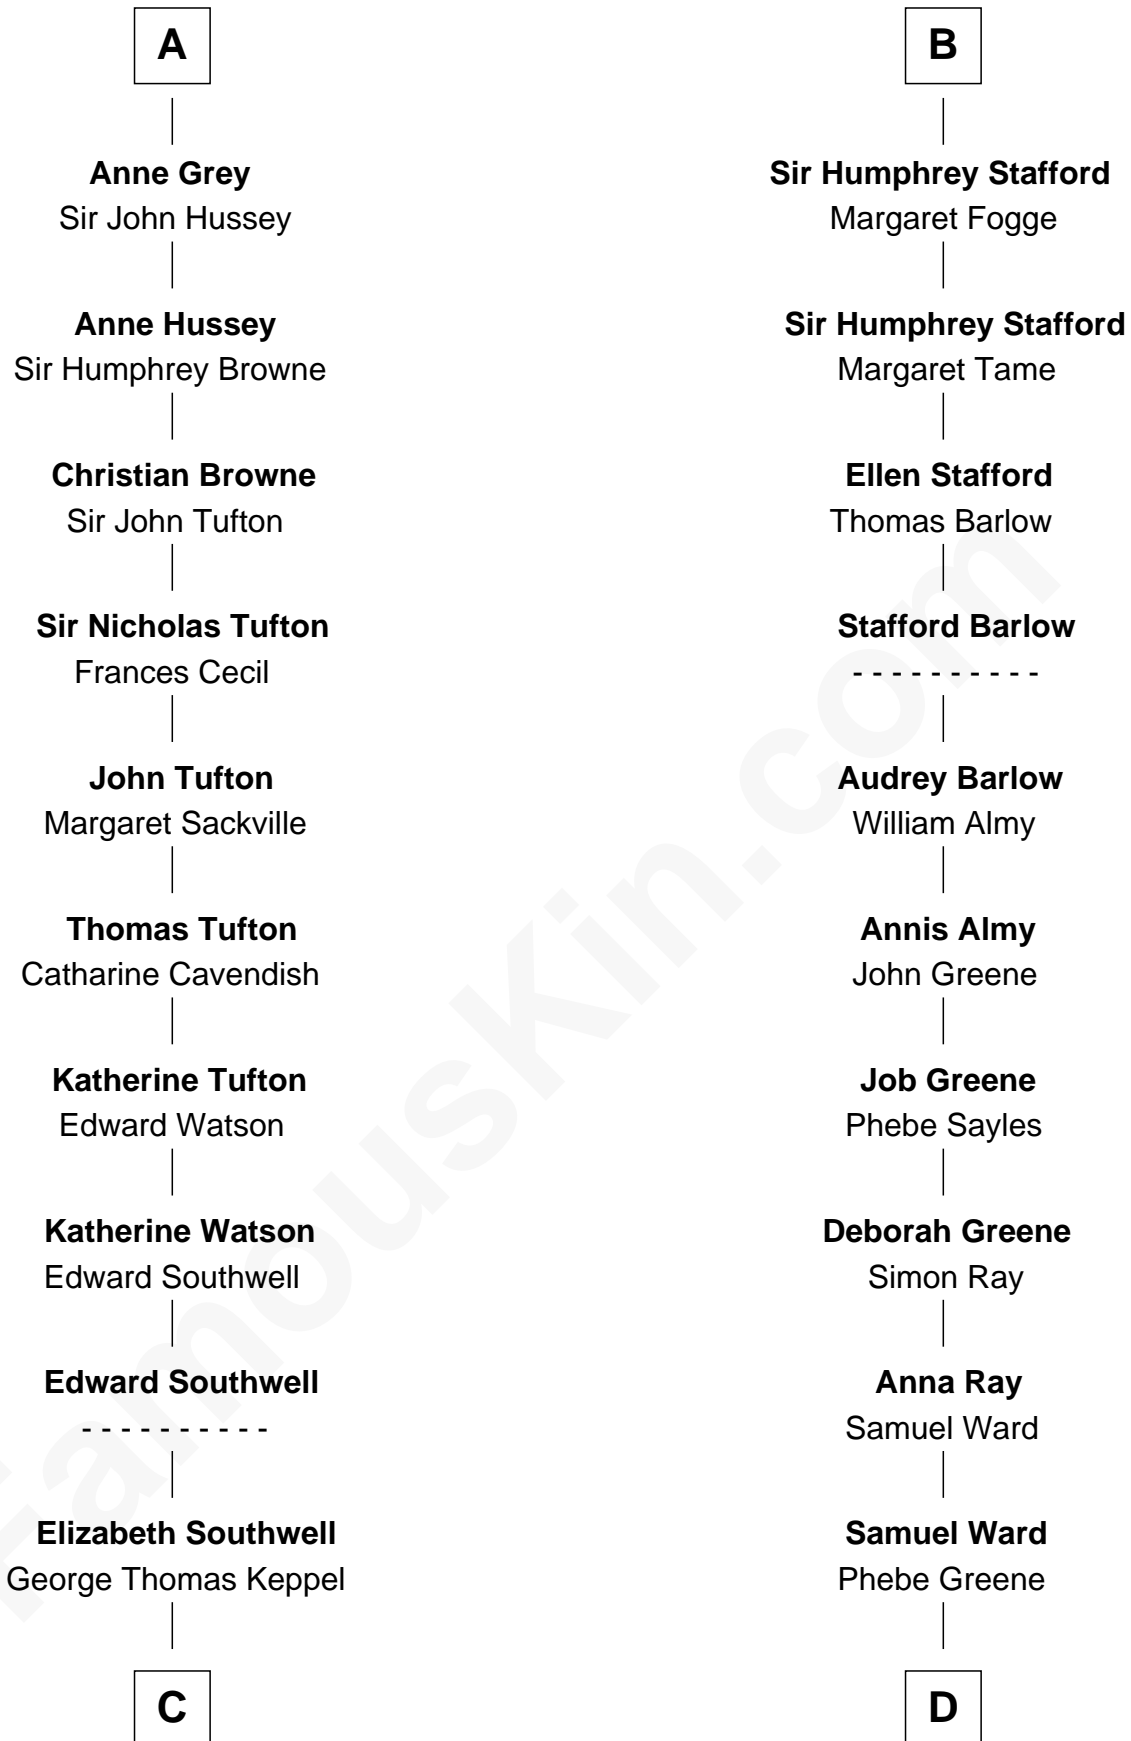 A
Anne Grey
Sir John Hussey
Anne Hussey
Sir Humphrey Browne
Christian Browne
Sir John Tufton
Sir Nicholas Tufton
Frances Cecil
John Tufton
Margaret Sackville
Thomas Tufton
Catharine Cavendish
Katherine Tufton
Edward Watson
Katherine Watson
Edward Southwell
Edward Southwell
- - - - - - - - - -
Elizabeth Southwell
George Thomas Keppel
C
B
Sir Humphrey Stafford
Margaret Fogge
Sir Humphrey Stafford
Margaret Tame
Ellen Stafford
Thomas Barlow
Stafford Barlow
- - - - - - - - - -
Audrey Barlow
William Almy
Annis Almy
John Greene
Job Greene
Phebe Sayles
Deborah Greene
Simon Ray
Anna Ray
Samuel Ward
Samuel Ward
Phebe Greene
D
FamousKin.com